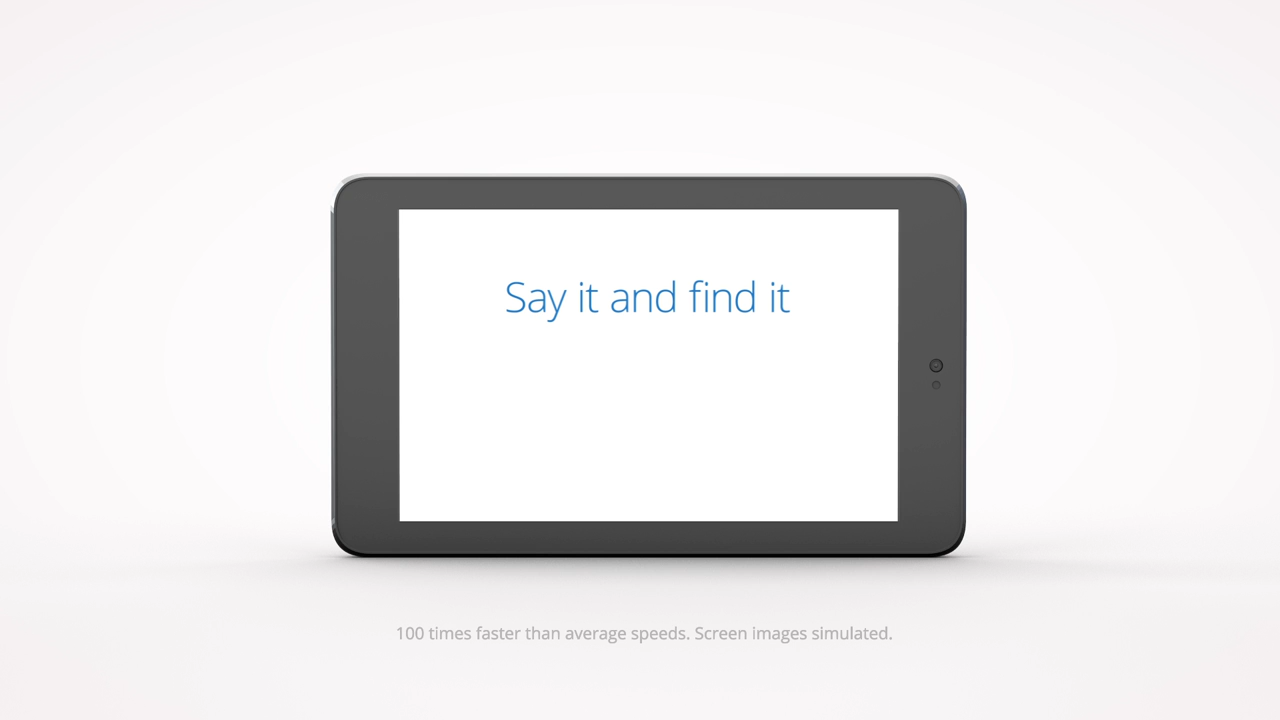 Say it and find it
100 times faster than average speeds. Screen images simulated.